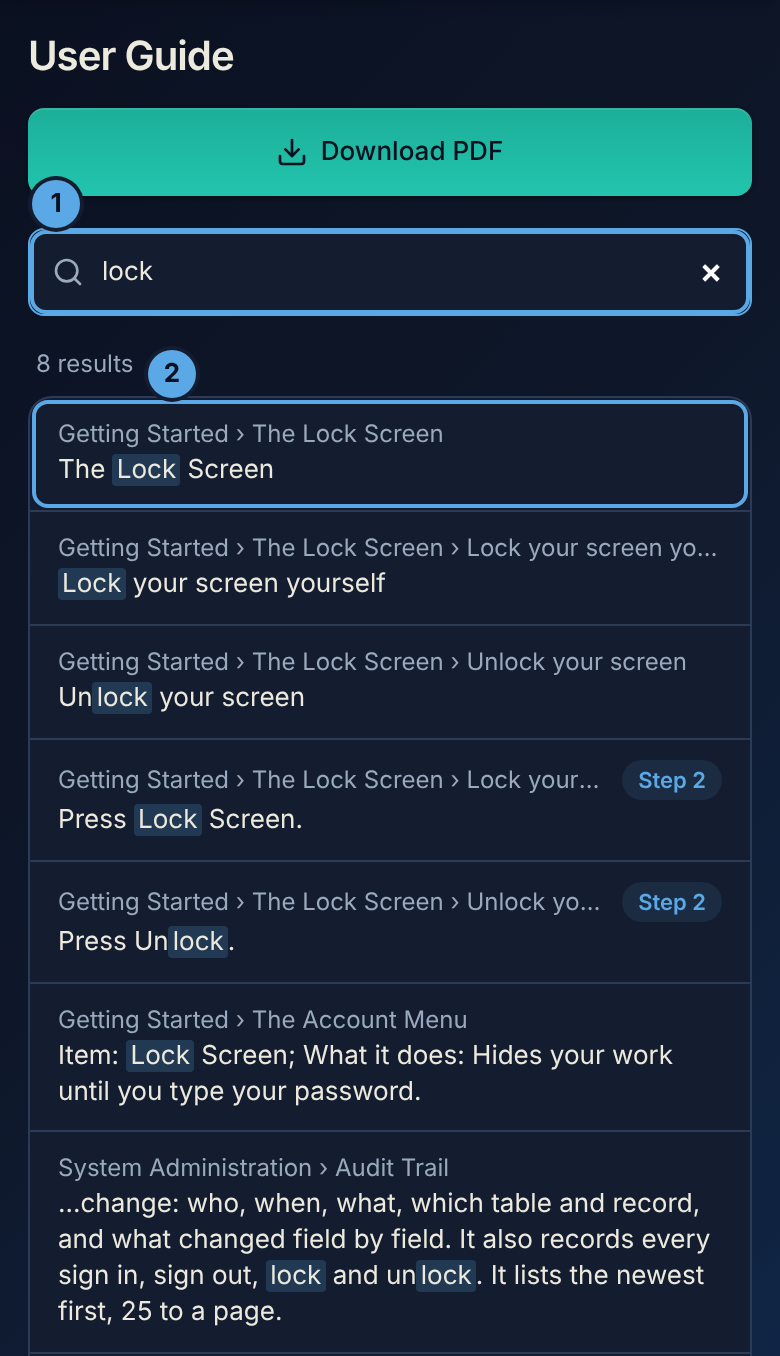 User Guide
Download PDF
1
lock
8 results
2
Getting Started › The Lock Screen
The Lock Screen
Getting Started › The Lock Screen › Lock your screen yo...
Lock your screen yourself
Getting Started › The Lock Screen › Unlock your screen
Unlock your screen
Getting Started › The Lock Screen › Lock your... Step 2
Press Lock Screen.
Getting Started › The Lock Screen › Unlock yo... Step 2
Press Unlock.
Getting Started › The Account Menu
Item: Lock Screen; What it does: Hides your work
until you type your password.
System Administration › Audit Trail
...change: who, when, what, which table and record,
and what changed field by field. It also records every
sign in, sign out, lock and unlock. It lists the newest
first, 25 to a page.